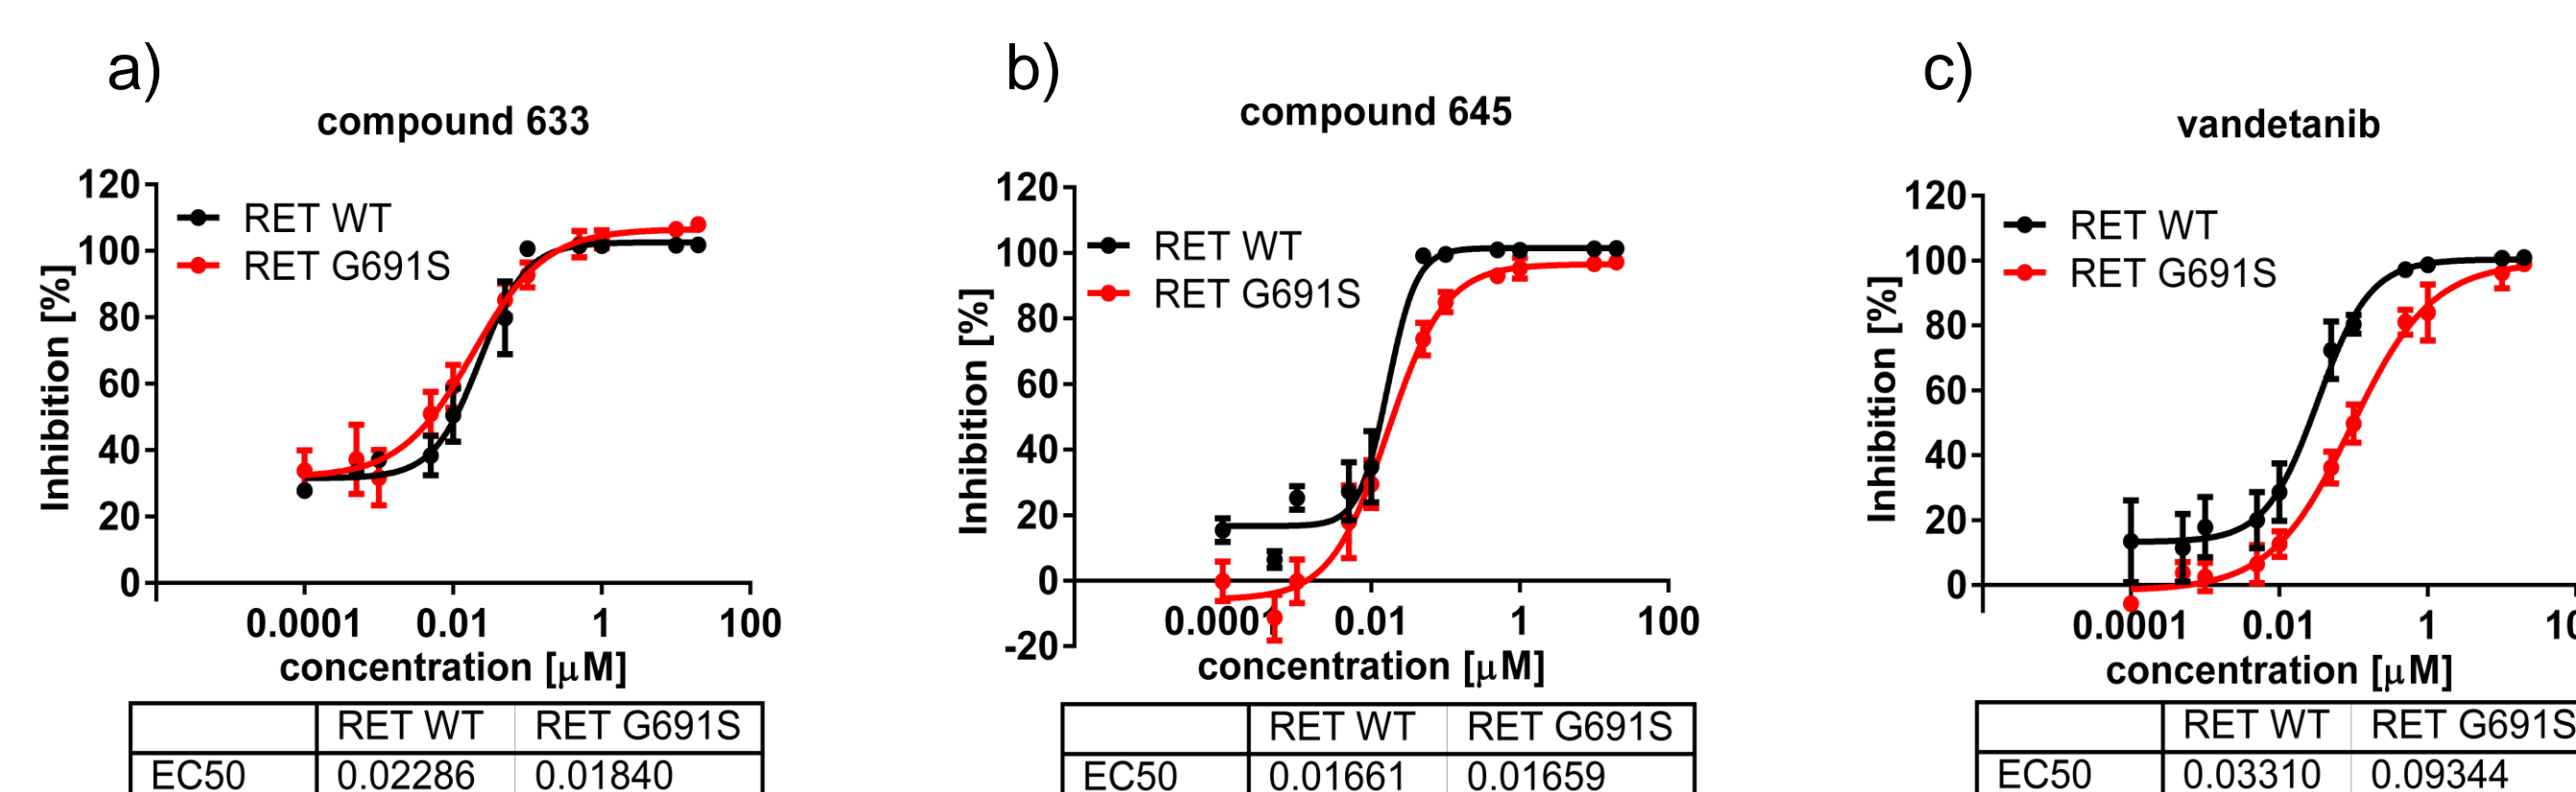 a)
compound 633
120
100
80
60
40
20
0
Inhibition [%]
RET WT
RET G691S
0.0001 0.01 1 100
concentration [μM]
RET WT RET G691S
EC50 0.02286 0.01840
b)
compound 645
120
100
80
60
40
20
0
-20
Inhibition [%]
RET WT
RET G691S
0.0001 0.01 1 100
concentration [μM]
RET WT RET G691S
EC50 0.01661 0.01659
c)
vandetanib
120
100
80
60
40
20
0
Inhibition [%]
RET WT
RET G691S
0.0001 0.01 1 10
concentration [μM]
RET WT RET G691S
EC50 0.03310 0.09344